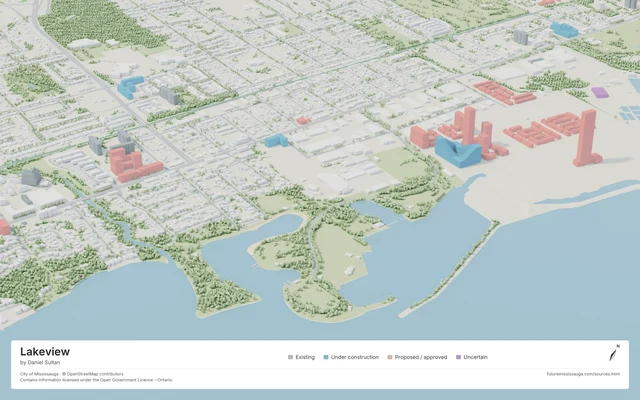 Lakeview
by Daniel Sultan
Existing
Under construction
Proposed / approved
Uncertain
N
City of Mississauga · © OpenStreetMap contributors
Contains information licensed under the Open Government Licence – Ontario.
futuremississauga.com/sources.html